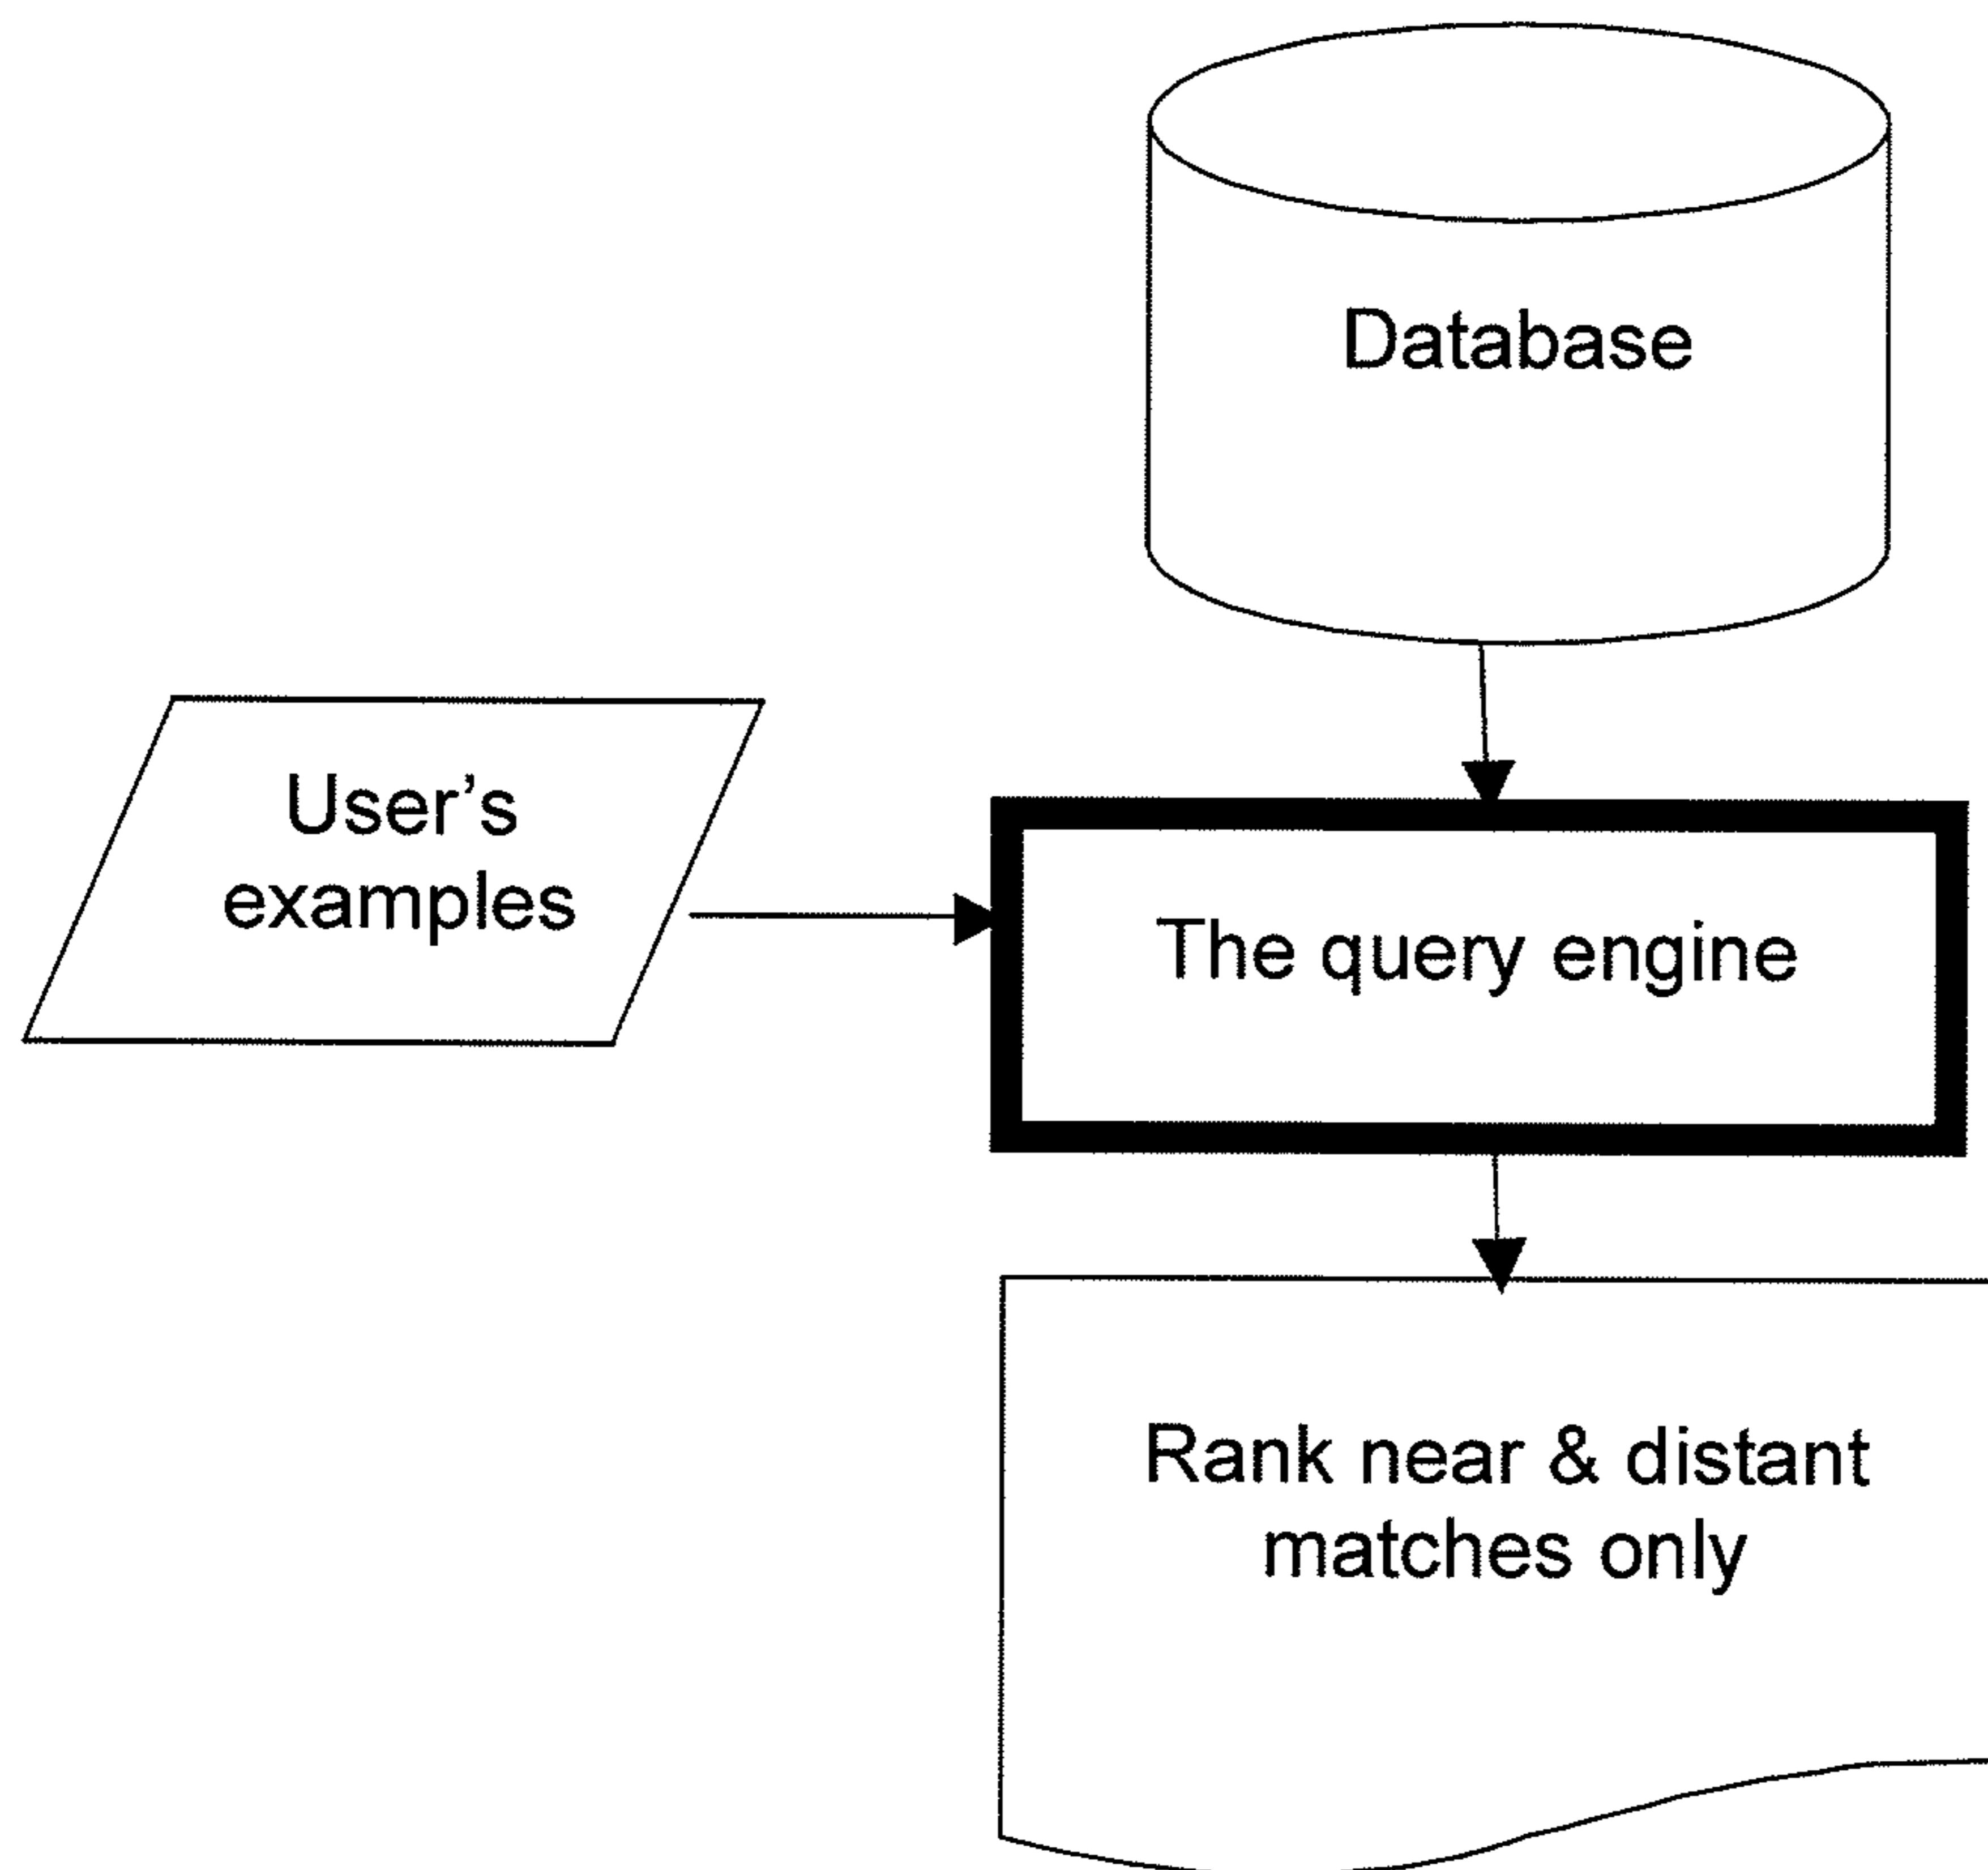 Database
User’s
examples
The query engine
Rank near & distant
matches only